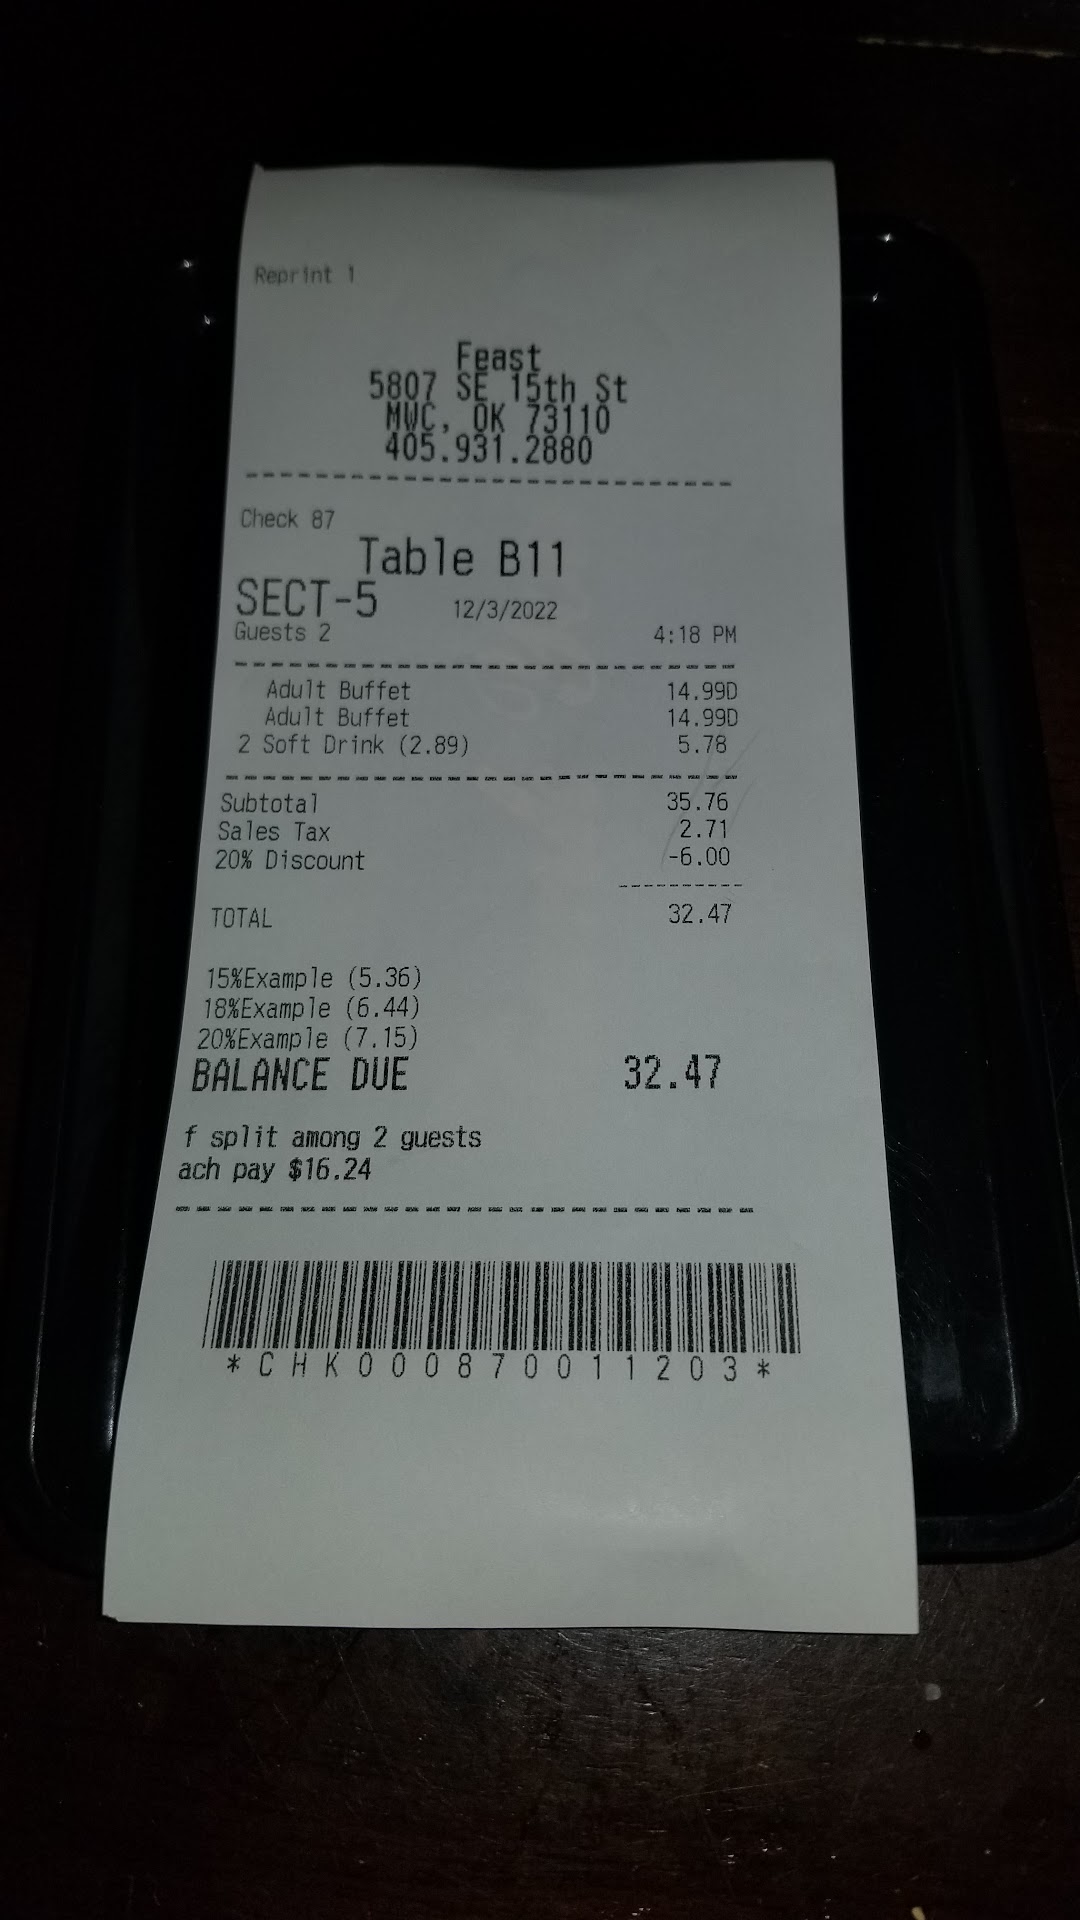 Reprint 1
Feast
5807 SE 15th St
MWC, OK 73110
405.931.2880
Check 87
Table B11
SECT-5 12/3/2022
Guests 2 4:18 PM
Adult Buffet 14.99D
Adult Buffet 14.99D
2 Soft Drink (2.89) 5.78
Subtotal 35.76
Sales Tax 2.71
20% Discount -6.00
TOTAL 32.47
15%Example (5.36)
18%Example (6.44)
20%Example (7.15)
BALANCE DUE 32.47
f split among 2 guests
ach pay $16.24
*CHK000870011203*